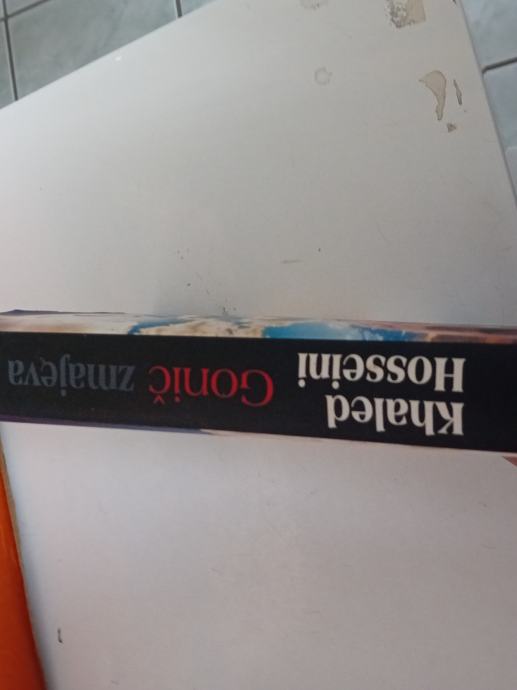 Khaled
Hosseini
Gonič zmajeva